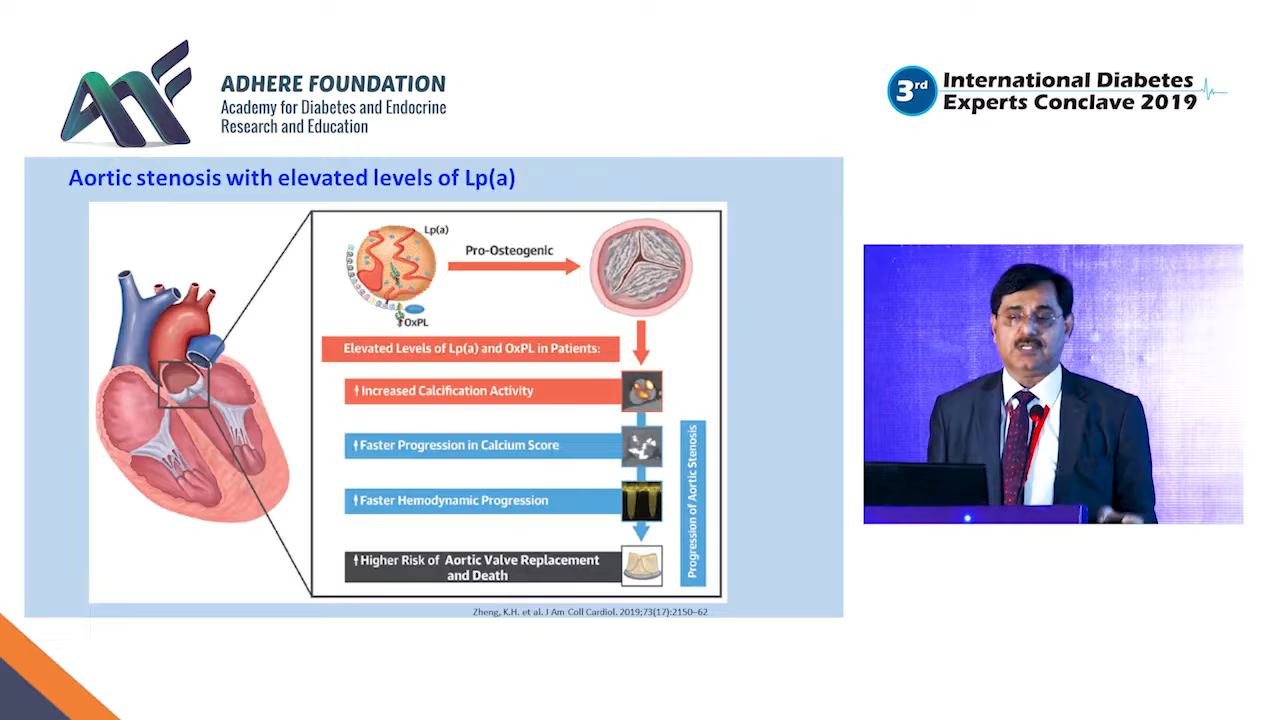 ADHERE FOUNDATION
Academy for Diabetes and Endocrine
Research and Education
3rd
International Diabetes
Experts Conclave 2019
Aortic stenosis with elevated levels of Lp(a)
Lp(a)
Pro-Osteogenic
OxPL
Elevated Levels of Lp(a) and OxPL in Patients:
Increased Calcification Activity
Faster Progression in Calcium Score
Faster Hemodynamic Progression
Higher Risk of Aortic Valve Replacement
and Death
Progression of Aortic Stenosis
Zheng, K.H. et al. J Am Coll Cardiol. 2019;73(17):2150–62